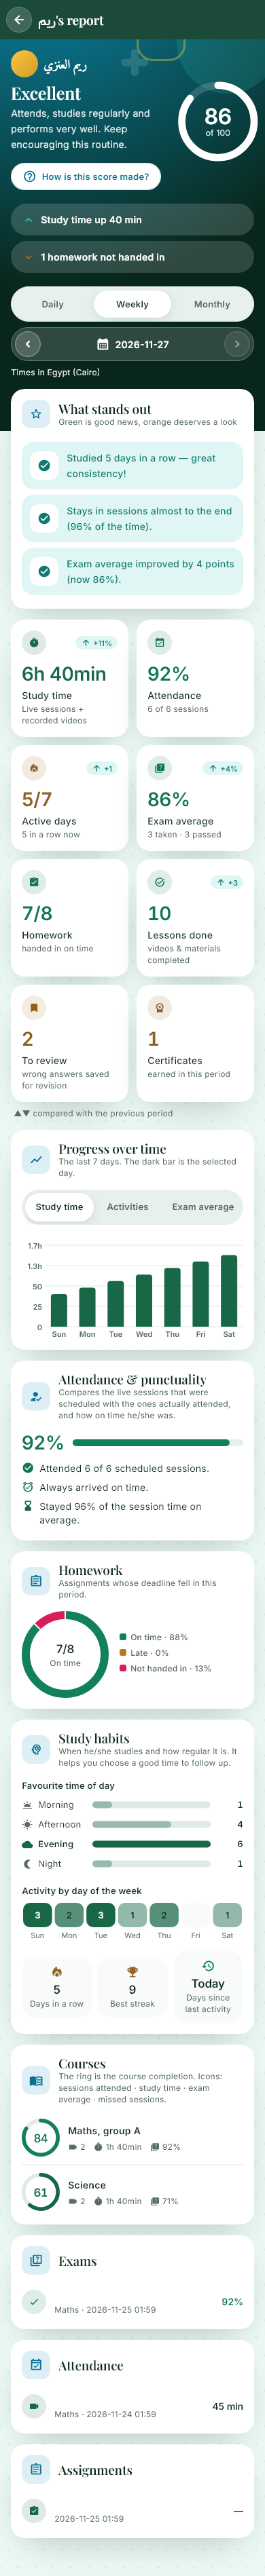 ريم's report
ريم العنزي
Excellent
Attends, studies regularly and
performs very well. Keep
encouraging this routine.
86
of 100
How is this score made?
Study time up 40 min
1 homework not handed in
Daily
Weekly
Monthly
2026-11-27
Times in Egypt (Cairo)
What stands out
Green is good news, orange deserves a look
Studied 5 days in a row — great
consistency!
Stays in sessions almost to the end
(96% of the time).
Exam average improved by 4 points
(now 86%).
+11%
6h 40min
Study time
Live sessions +
recorded videos
92%
Attendance
6 of 6 sessions
+1
5/7
Active days
5 in a row now
+4%
86%
Exam average
3 taken · 3 passed
7/8
Homework
handed in on time
+3
10
Lessons done
videos & materials
completed
2
To review
wrong answers saved
for revision
1
Certificates
earned in this period
▲▼ compared with the previous period
Progress over time
The last 7 days. The dark bar is the selected
day.
Study time
Activities
Exam average
1.7h
1.3h
50
25
0
Sun Mon Tue Wed Thu Fri Sat
Attendance & punctuality
Compares the live sessions that were
scheduled with the ones actually attended,
and how on time he/she was.
92%
Attended 6 of 6 scheduled sessions.
Always arrived on time.
Stayed 96% of the session time on
average.
Homework
Assignments whose deadline fell in this
period.
7/8
On time
On time · 88%
Late · 0%
Not handed in · 13%
Study habits
When he/she studies and how regular it is. It
helps you choose a good time to follow up.
Favourite time of day
Morning 1
Afternoon 4
Evening 6
Night 1
Activity by day of the week
3 2 3 1 2 1
Sun Mon Tue Wed Thu Fri Sat
5
Days in a row
9
Best streak
Today
Days since
last activity
Courses
The ring is the course completion. Icons:
sessions attended · study time · exam
average · missed sessions.
84
Maths, group A
2 1h 40min 92%
61
Science
2 1h 40min 71%
Exams
Maths · 2026-11-25 01:59
92%
Attendance
Maths · 2026-11-24 01:59
45 min
Assignments
2026-11-25 01:59
—